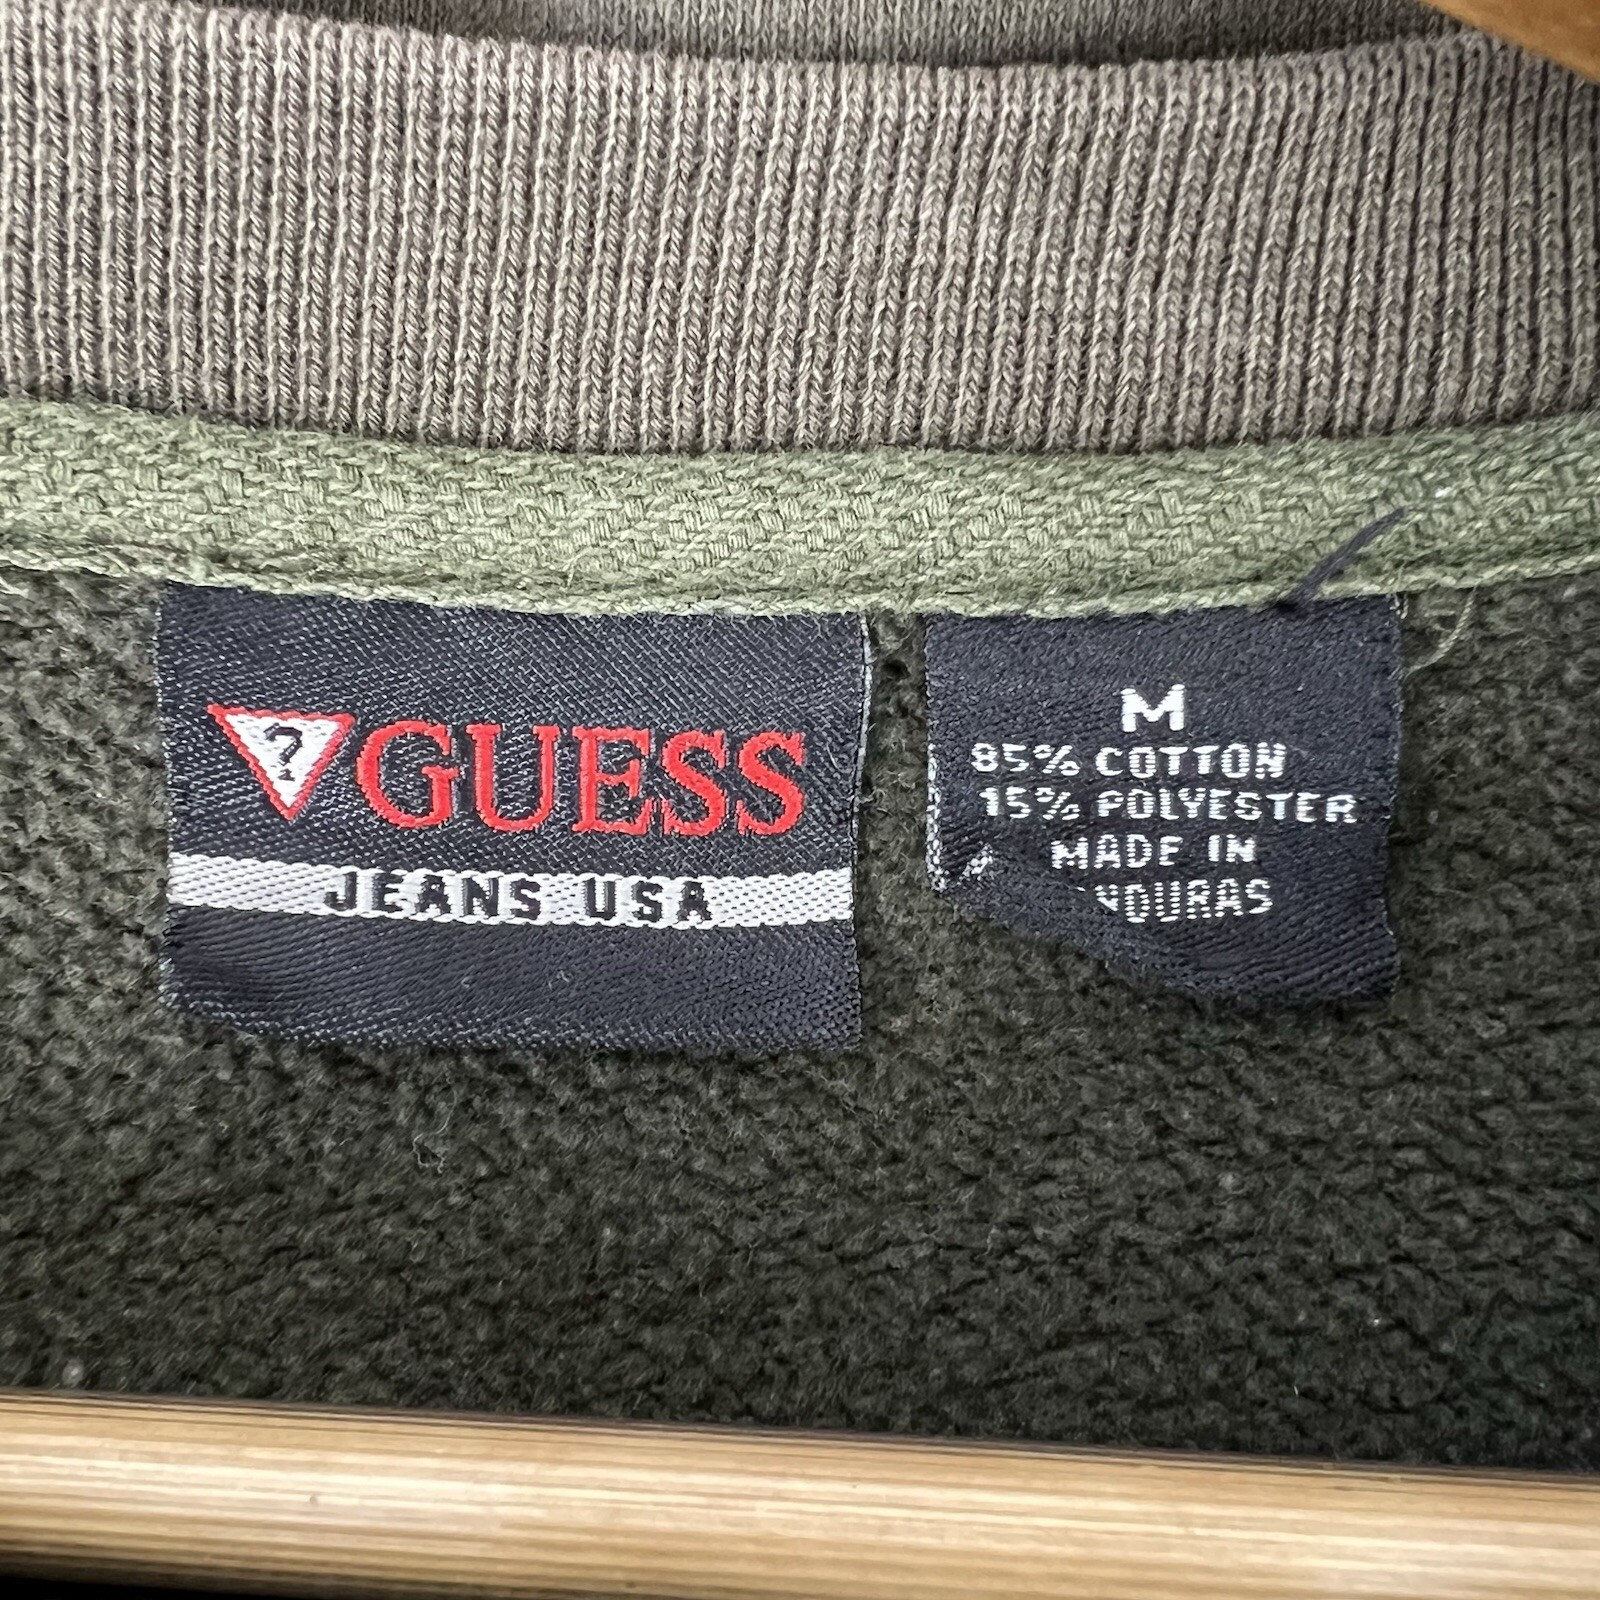 ? GUESS
JEANS USA
M
85% COTTON
15% POLYESTER
MADE IN